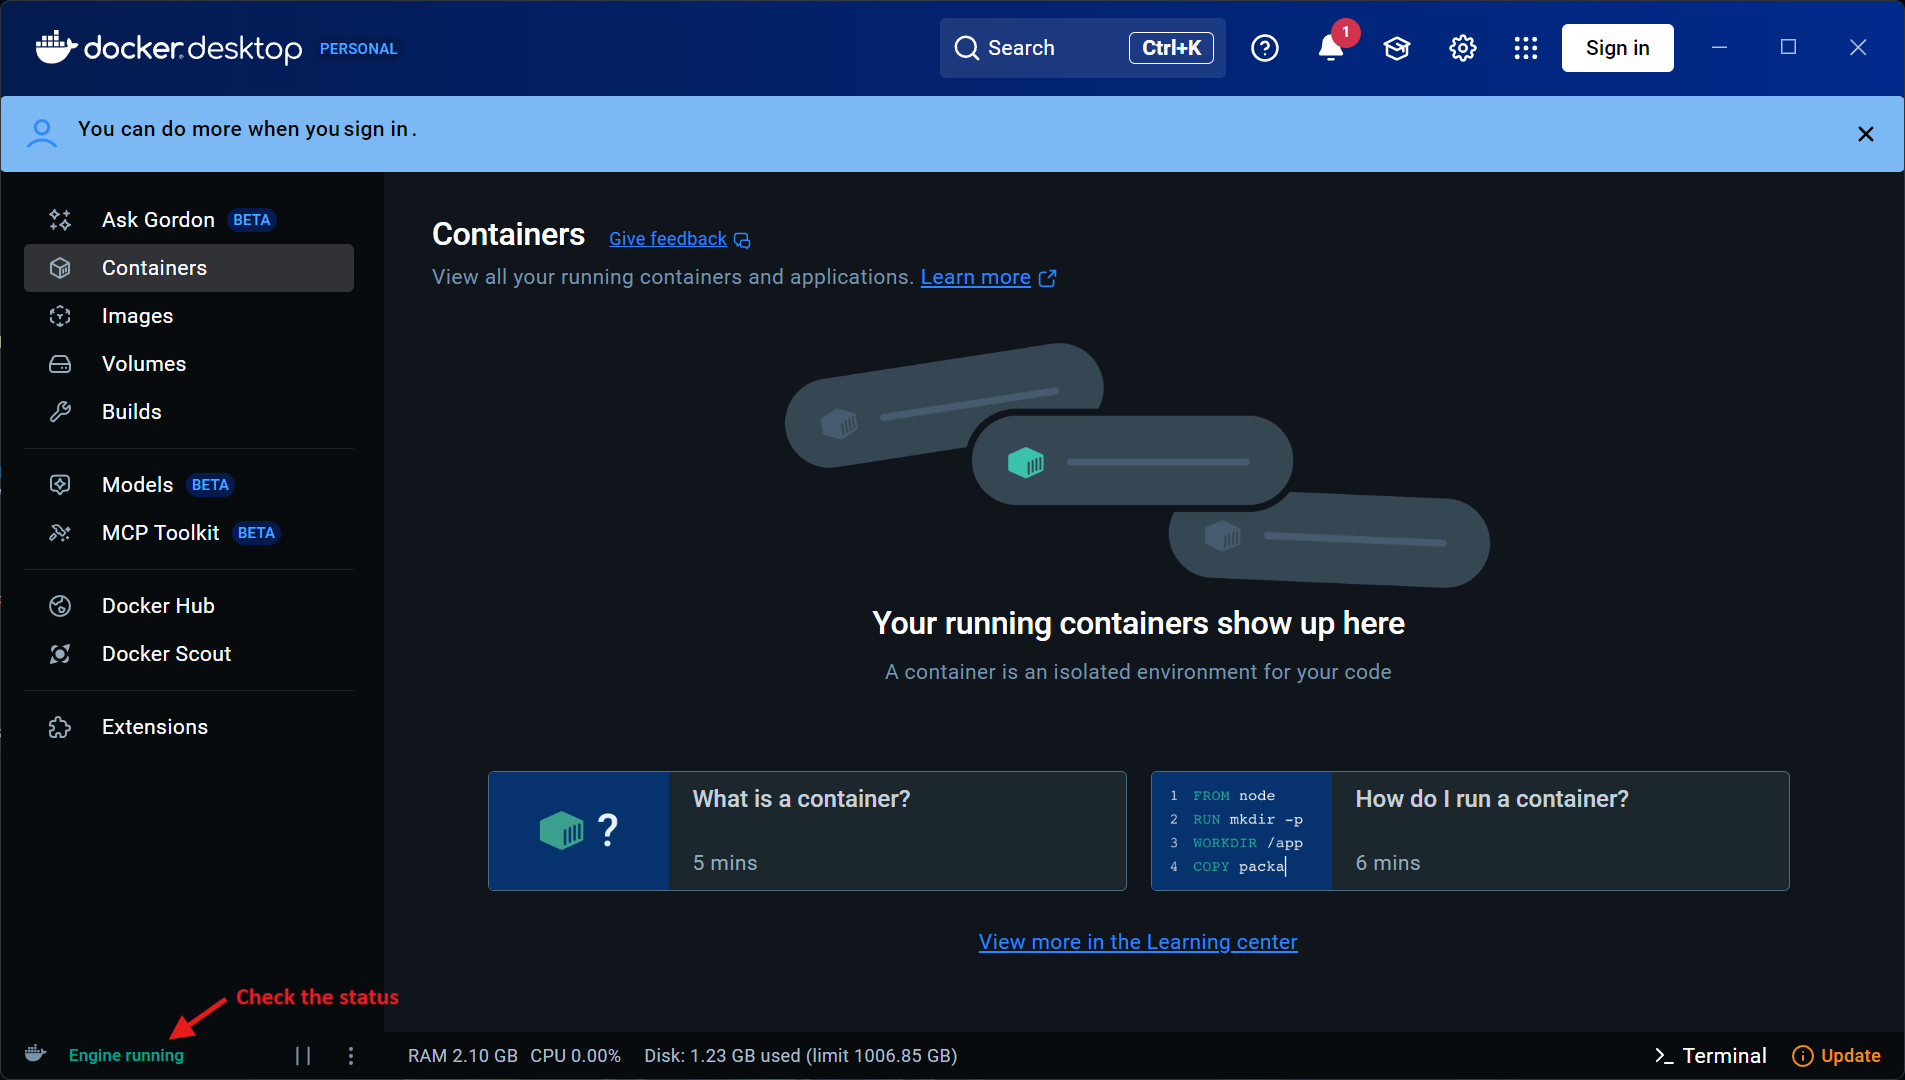 docker desktop PERSONAL
Search Ctrl+K
1
Sign in
You can do more when you sign in.
Ask Gordon BETA
Containers
Images
Volumes
Builds
Models BETA
MCP Toolkit BETA
Docker Hub
Docker Scout
Extensions
Containers Give feedback
View all your running containers and applications. Learn more
Your running containers show up here
A container is an isolated environment for your code
?
What is a container?
5 mins
1 FROM node
2 RUN mkdir -p
3 WORKDIR /app
4 COPY packa
How do I run a container?
6 mins
View more in the Learning center
Check the status
Engine running
RAM 2.10 GB CPU 0.00% Disk: 1.23 GB used (limit 1006.85 GB)
Terminal
Update